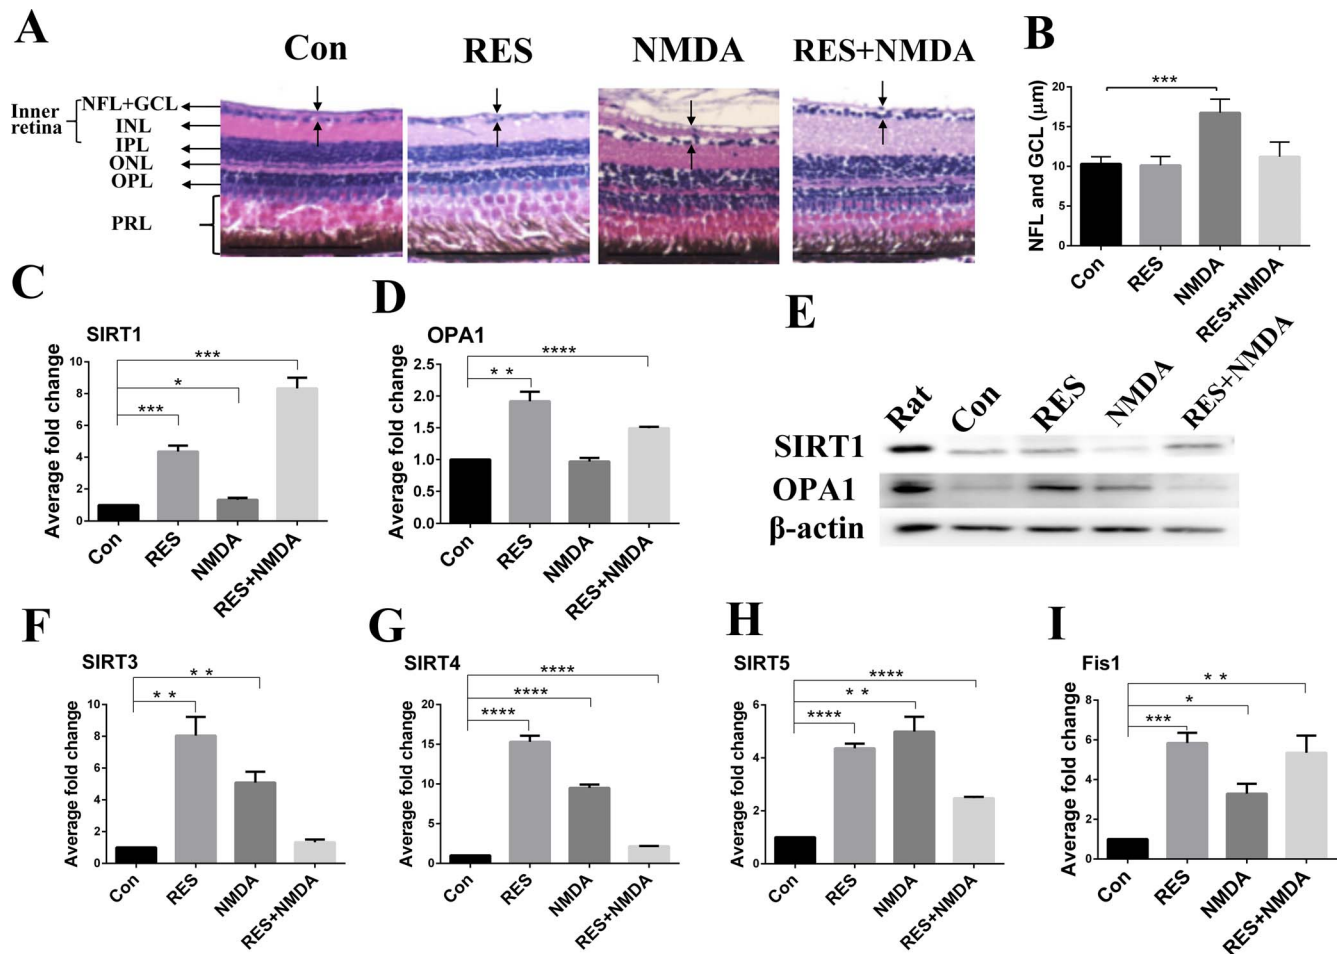 A
Con
RES
NMDA
RES+NMDA
Inner
retina
NFL+GCL
INL
IPL
ONL
OPL
PRL
B
NFL and GCL (μm)
20
15
10
5
0
***
Con
RES
NMDA
RES+NMDA
C
SIRT1
Average fold change
10
8
6
4
2
0
***
*
***
Con
RES
NMDA
RES+NMDA
D
OPA1
Average fold change
2.5
2.0
1.5
1.0
0.5
0.0
****
* *
Con
RES
NMDA
RES+NMDA
E
Rat
Con
RES
NMDA
RES+NMDA
SIRT1
OPA1
β-actin
F
SIRT3
Average fold change
10
8
6
4
2
0
* *
* *
Con
RES
NMDA
RES+NMDA
G
SIRT4
Average fold change
20
15
10
5
0
****
****
****
Con
RES
NMDA
RES+NMDA
H
SIRT5
Average fold change
6
4
2
0
****
* *
****
Con
RES
NMDA
RES+NMDA
I
Fis1
Average fold change
8
6
4
2
0
* *
*
***
Con
RES
NMDA
RES+NMDA